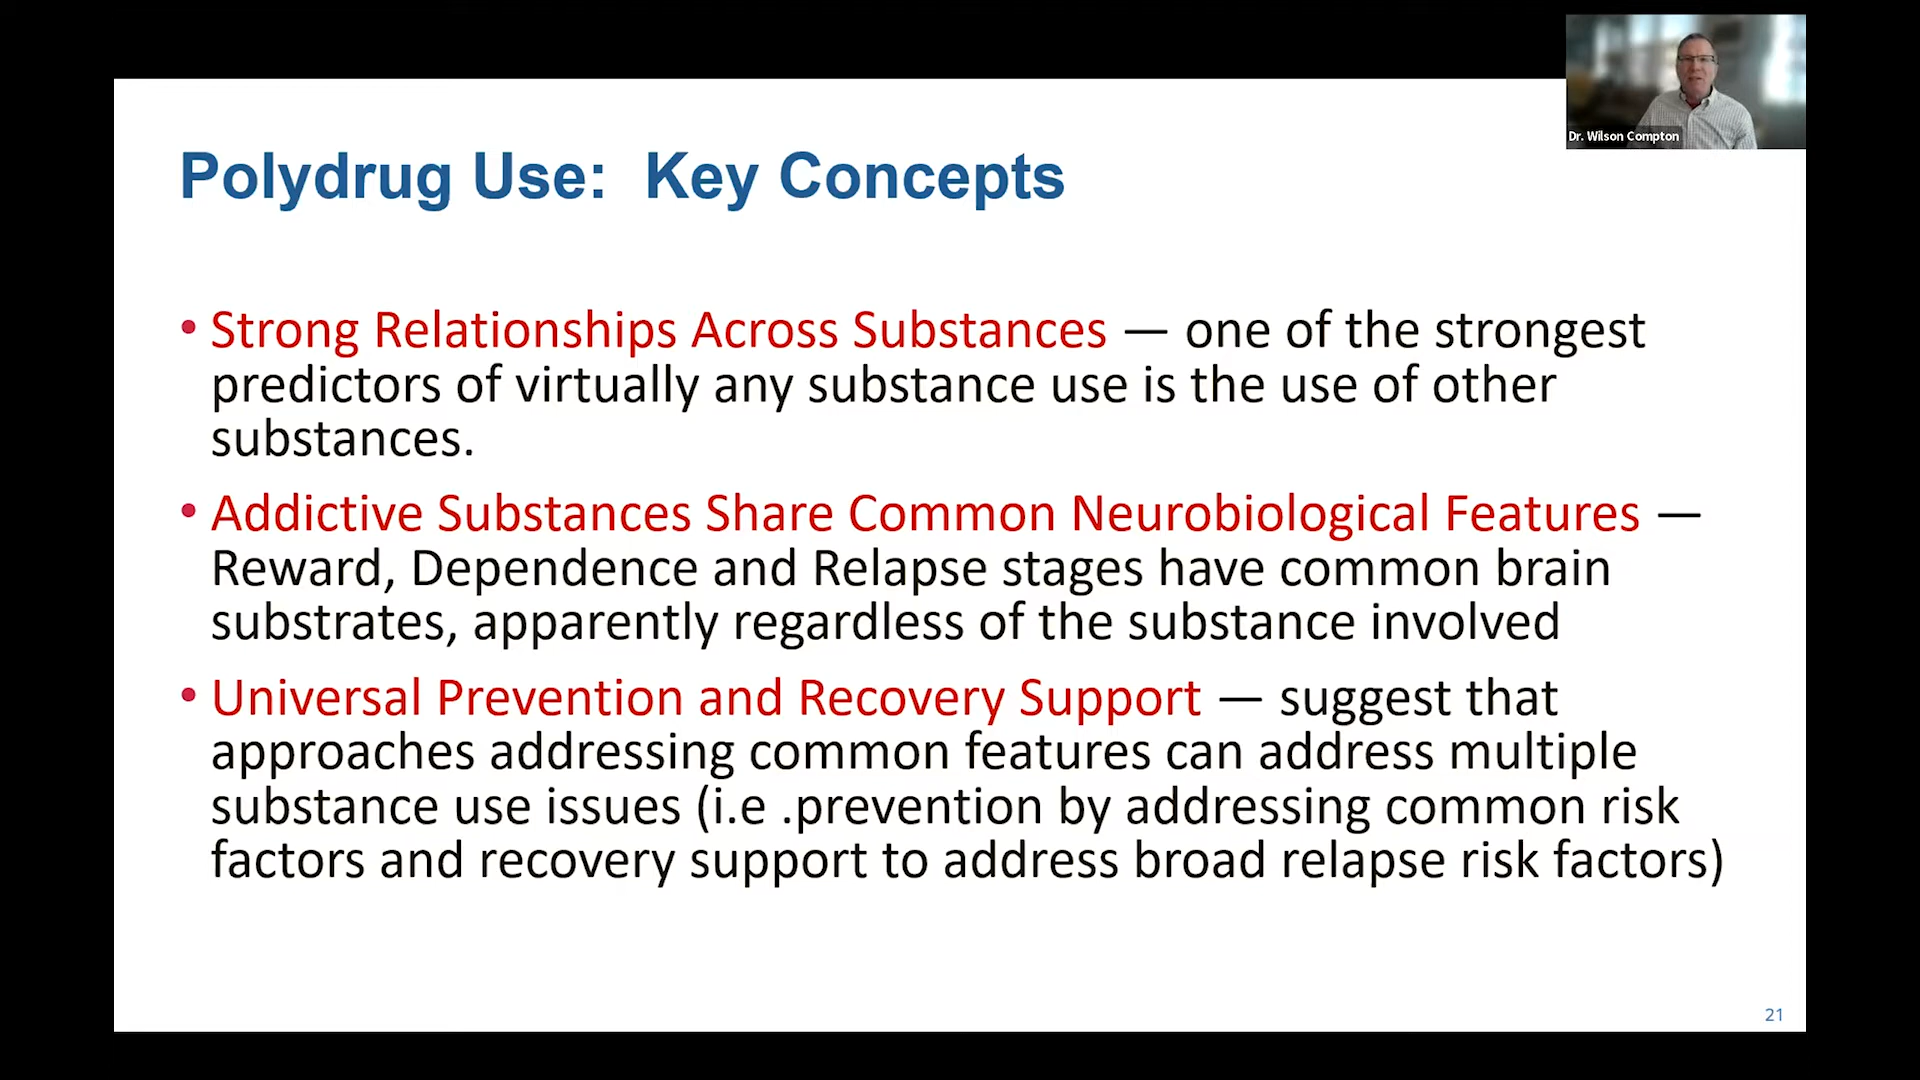 Dr. Wilson Compton
Polydrug Use: Key Concepts
• Strong Relationships Across Substances — one of the strongest
predictors of virtually any substance use is the use of other
substances.
• Addictive Substances Share Common Neurobiological Features —
Reward, Dependence and Relapse stages have common brain
substrates, apparently regardless of the substance involved
• Universal Prevention and Recovery Support — suggest that
approaches addressing common features can address multiple
substance use issues (i.e .prevention by addressing common risk
factors and recovery support to address broad relapse risk factors)
21